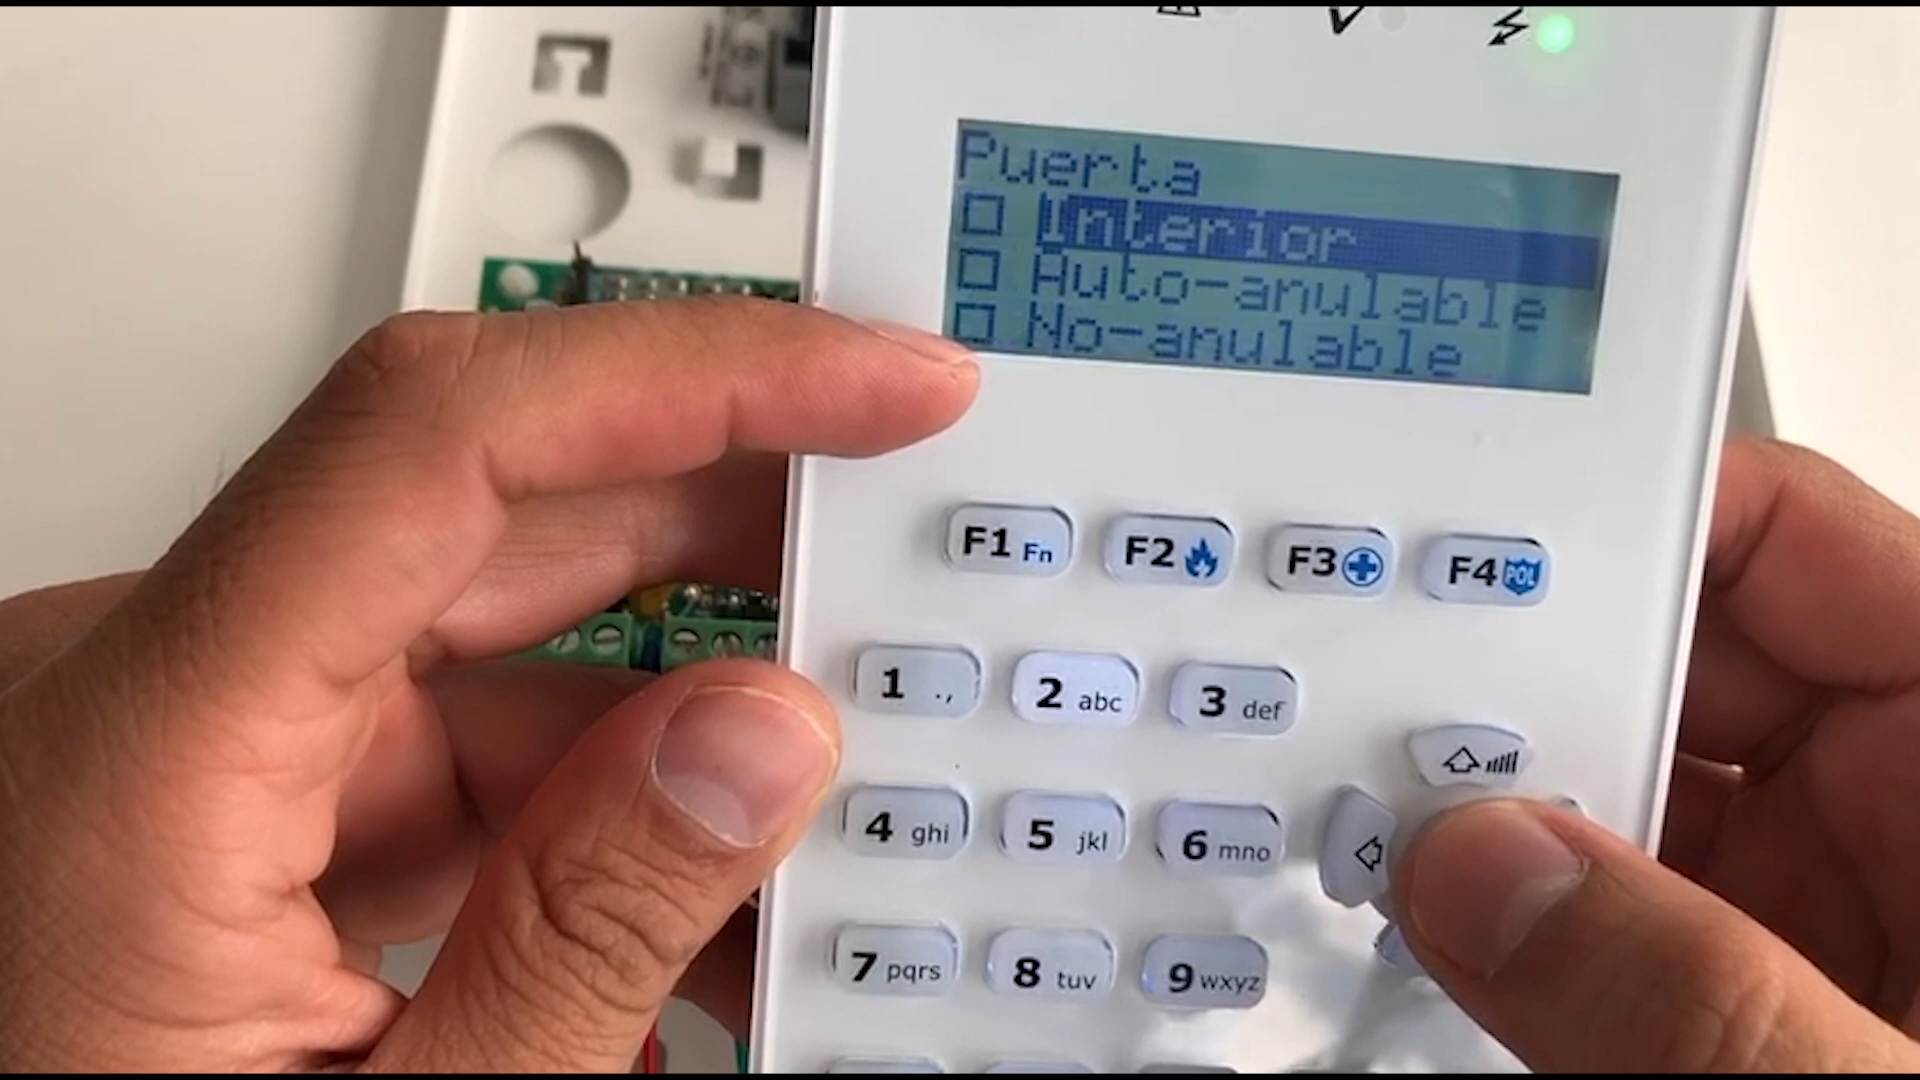 Puerta
Interior
Auto-anulable
No-anulable
F1 Fn F2 F3 F4 POL
1 ., 2 abc 3 def
4 ghi 5 jkl 6 mno
7 pqrs 8 tuv 9 wxyz